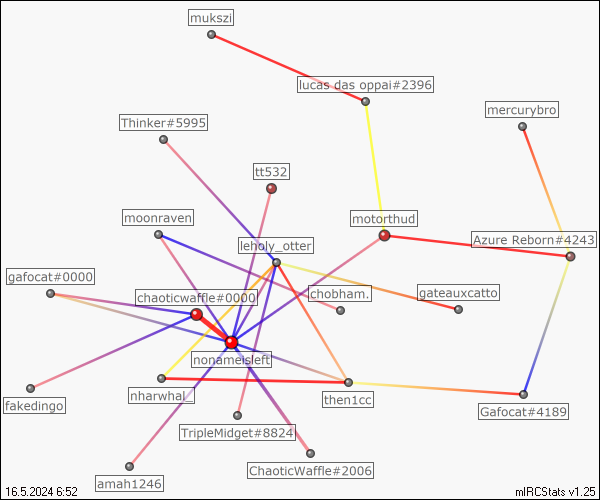 mukszi
lucas das oppai#2396
mercurybro
Thinker#5995
tt532
moonraven
motorthud
leholy_otter
Azure Reborn#4243
gafocat#0000
chaoticwaffle#0000
chobham.
gateauxcatto
nonameisleft
fakedingo
nharwhal_
then1cc
Gafocat#4189
TripleMidget#8824
ChaoticWaffle#2006
amah1246
16.5.2024 6:52
mIRCStats v1.25